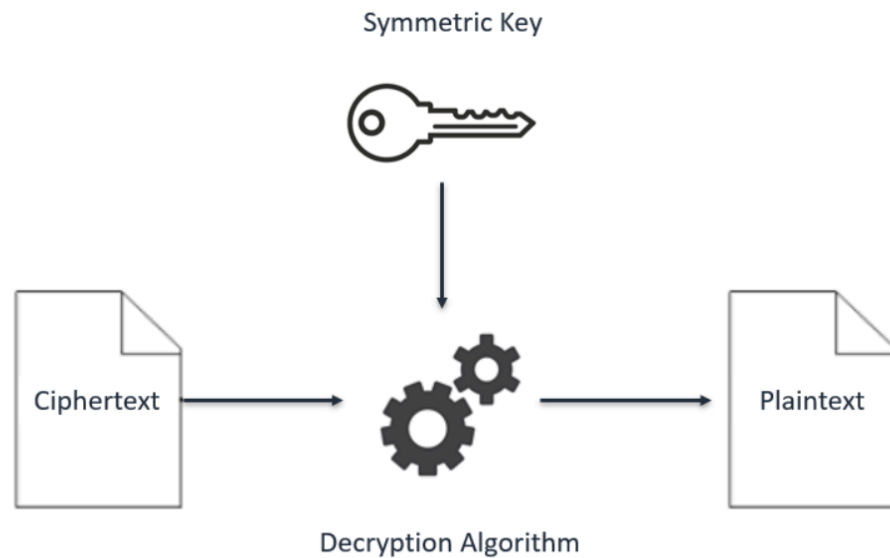 Symmetric Key
Ciphertext
Plaintext
Decryption Algorithm